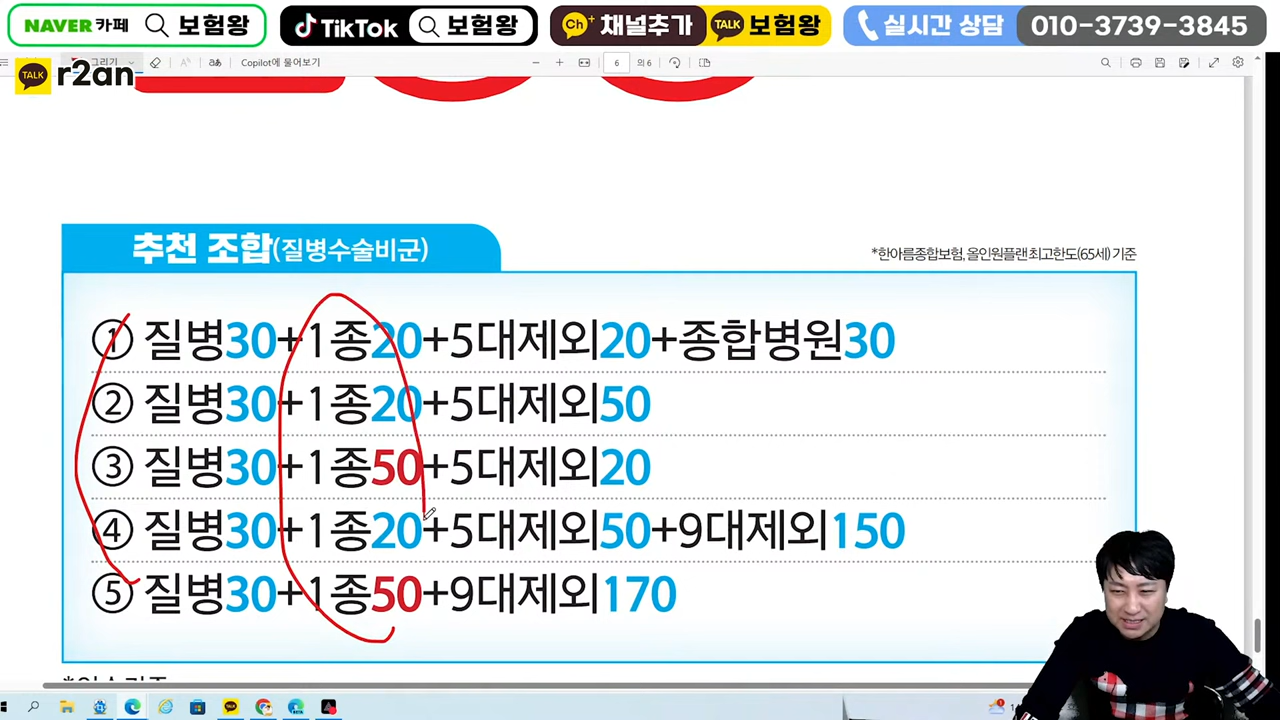 NAVER 카페 보험왕
TikTok 보험왕
Ch+ 채널추가 TALK 보험왕
실시간 상담 010-3739-3845
TALK r2an
그리기
Copilot에 물어보기
6 의 6
추천 조합(질병수술비군)
*한아름종합보험, 올인원플랜 최고한도(65세) 기준
① 질병30+1종20+5대제외20+종합병원30
② 질병30+1종20+5대제외50
③ 질병30+1종50+5대제외20
④ 질병30+1종20+5대제외50+9대제외150
⑤ 질병30+1종50+9대제외170